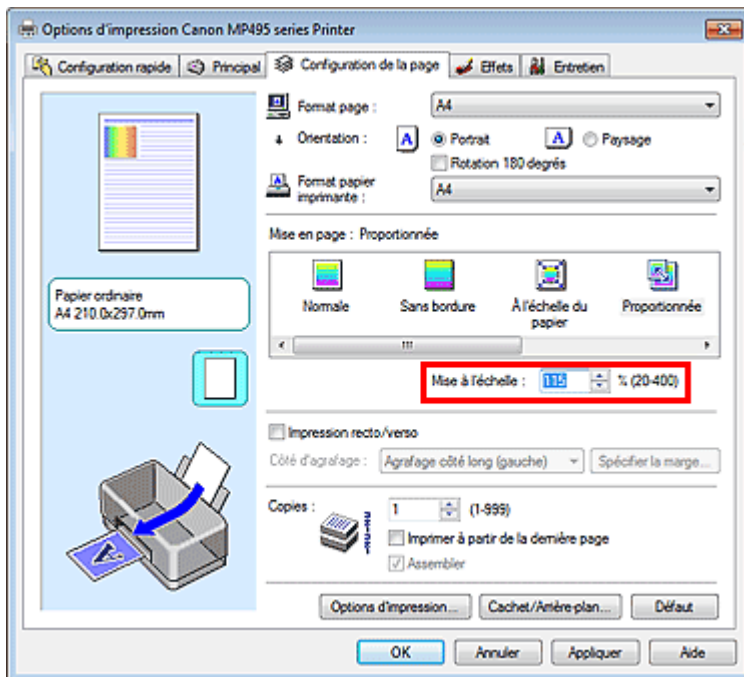 Options d'impression Canon MP495 series Printer
Configuration rapide Principal Configuration de la page Effets Entretien
Format page : A4
Orientation : A Portrait A Paysage
Rotation 180 degrés
Format papier
imprimante : A4
Mise en page : Proportionnée
Normale Sans bordure À l'échelle du
papier Proportionnée
Papier ordinaire
A4 210.0x297.0mm
Mise à l'échelle : 115 % (20-400)
Impression recto/verso
Côté d'agrafage : Agrafage côté long (gauche) Spécifier la marge...
Copies : 1 (1-999)
Imprimer à partir de la dernière page
Assembler
Options d'impression... Cachet/Arrière-plan... Défaut
OK Annuler Appliquer Aide